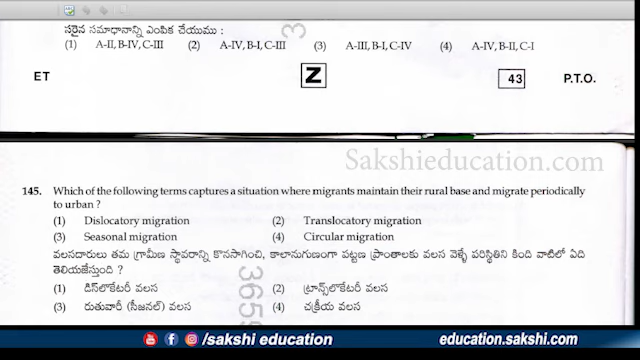 సరైన సమాధానాన్ని ఎంపిక చేయుము :
(1) A-II, B-IV, C-III (2) A-IV, B-I, C-III (3) A-III, B-I, C-IV (4) A-IV, B-II, C-I
3
ET Z 43 P.T.O.
Sakshieducation.com
145. Which of the following terms captures a situation where migrants maintain their rural base and migrate periodically
to urban ?
(1) Dislocatory migration (2) Translocatory migration
(3) Seasonal migration (4) Circular migration
వలసదారులు తమ గ్రామీణ స్థావరాన్ని కొనసాగించి, కాలానుగుణంగా పట్టణ ప్రాంతాలకు వలస వెళ్ళే పరిస్థితిని కింది వాటిలో ఏది
తెలియజేస్తుంది ?
(1) డిస్‌లొకేటరీ వలస (2) ట్రాన్స్‌లొకేటరీ వలస
(3) రుతువారీ (సీజనల్) వలస (4) చక్రీయ వలస
3659
/sakshi education education.sakshi.com